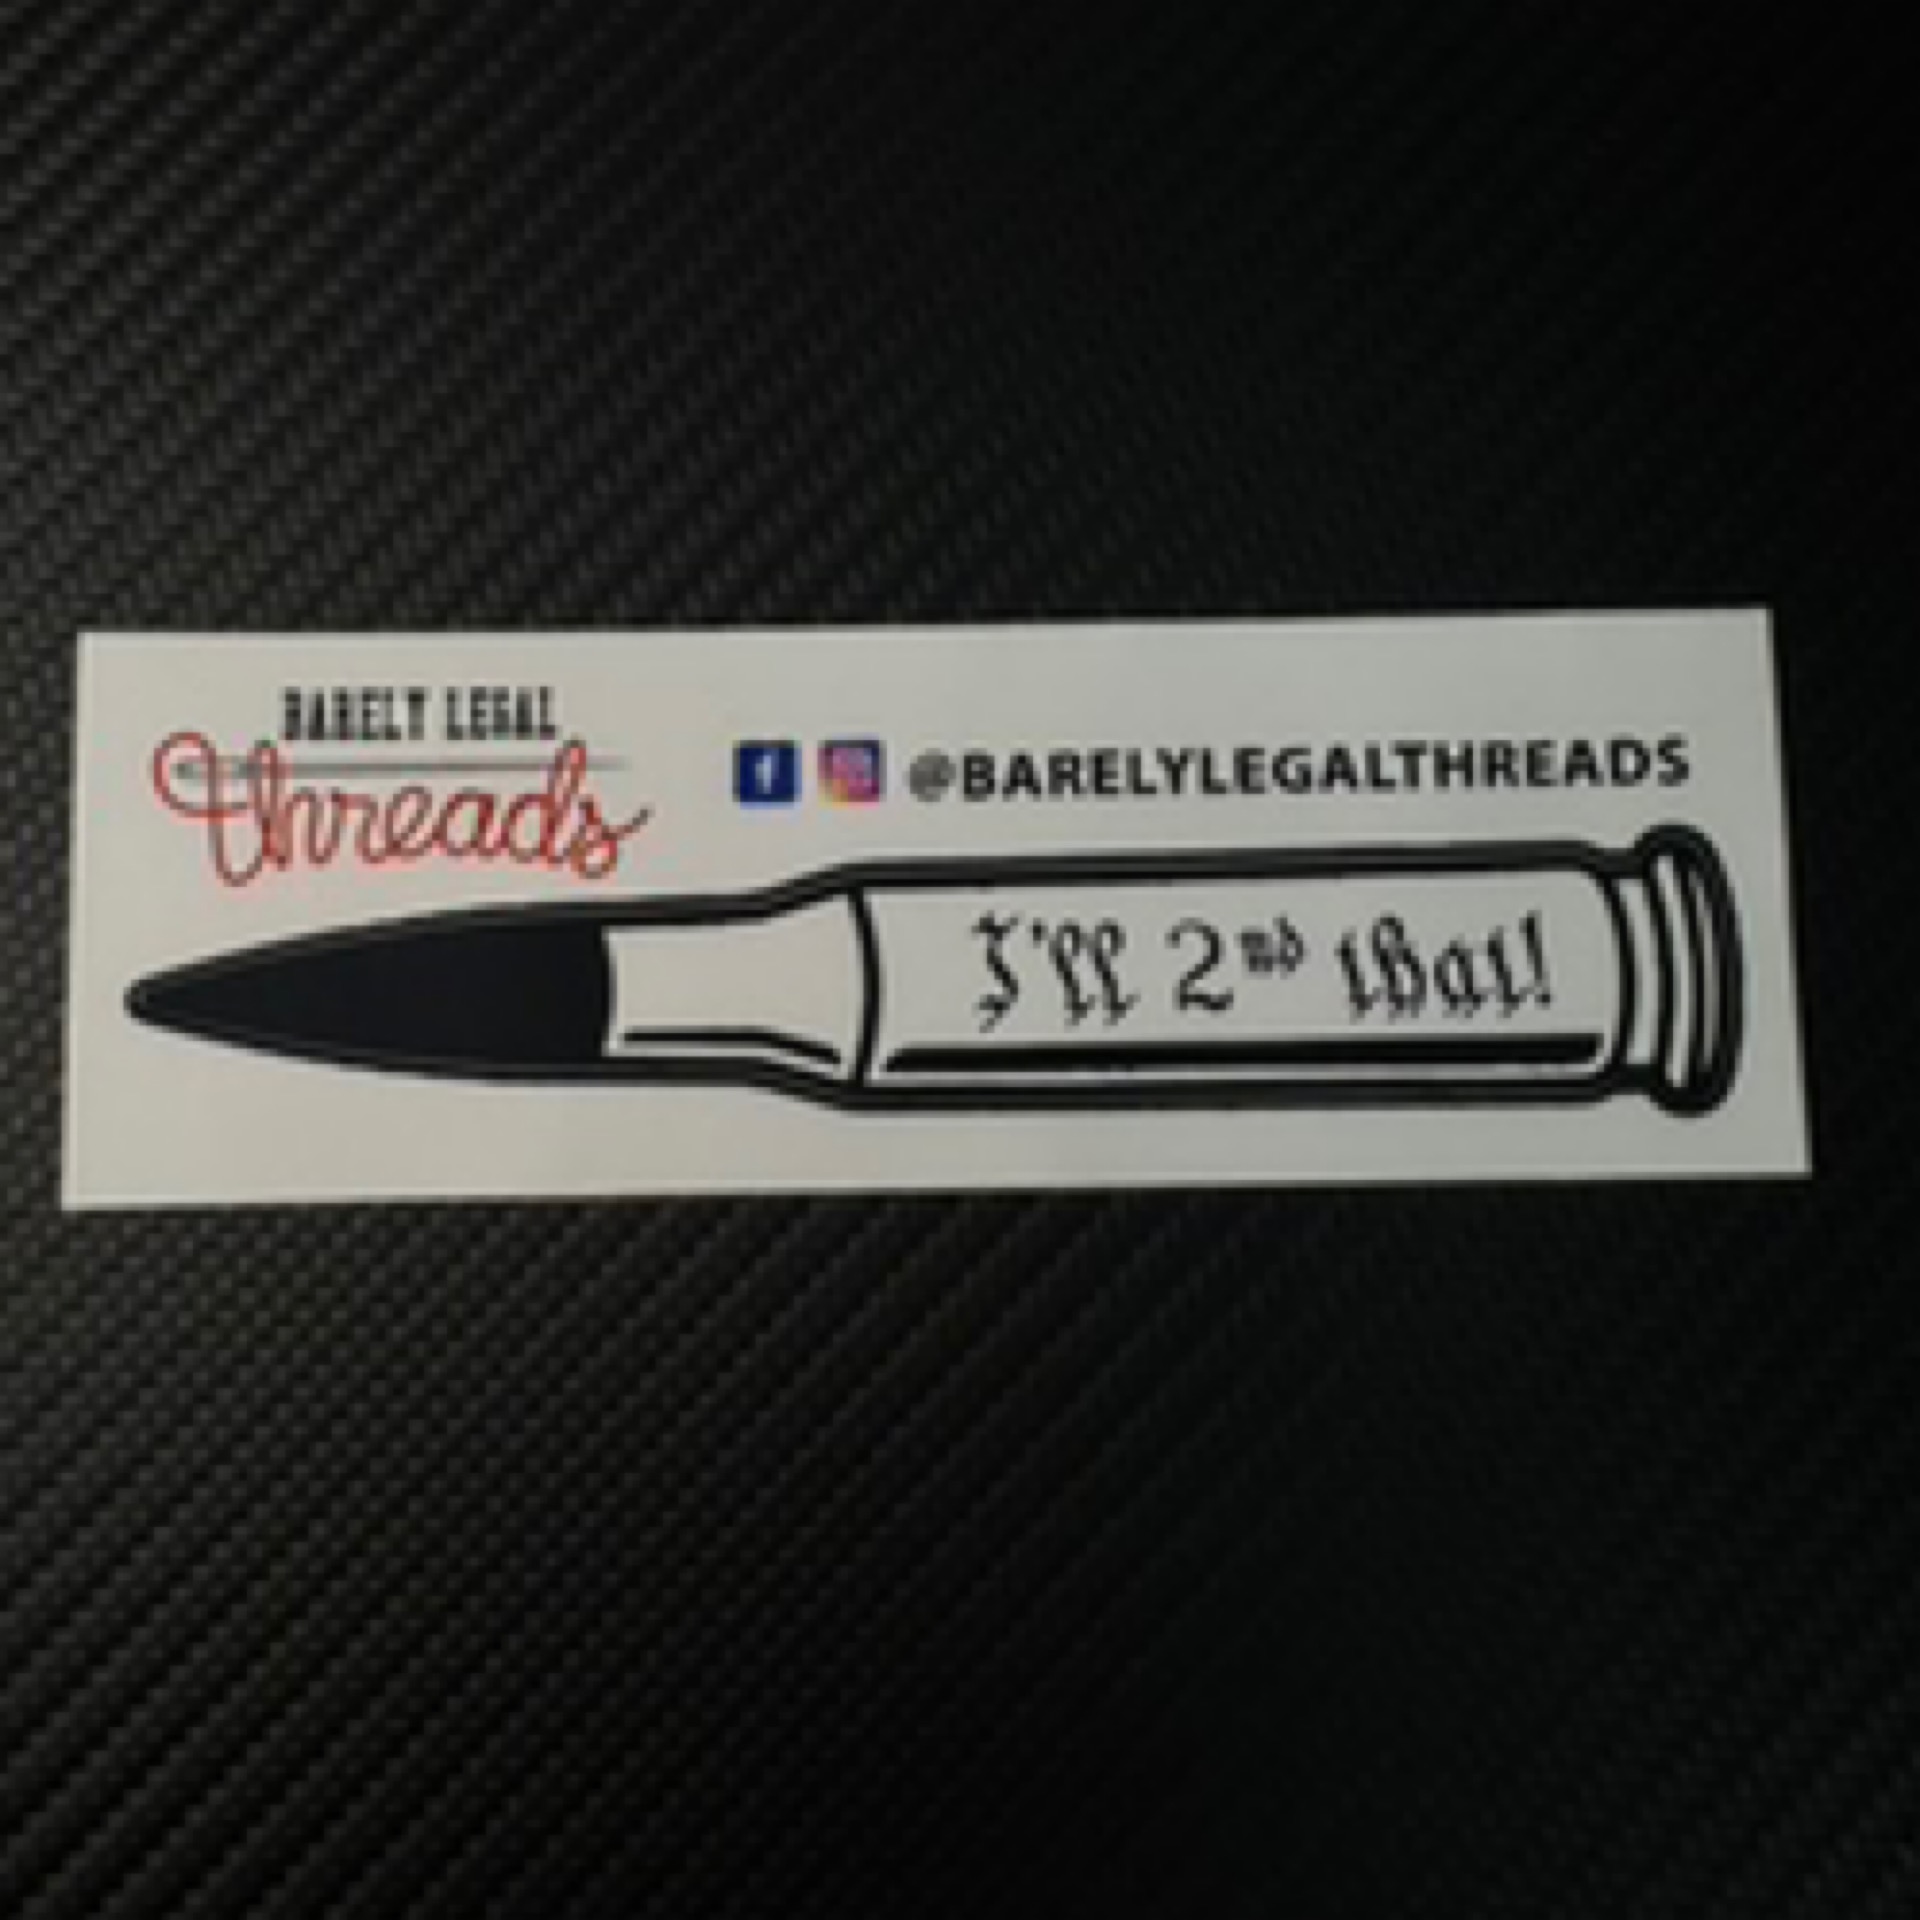 BARELY LEGAL
Threads
@BARELYLEGALTHREADS
I'll 2nd that!